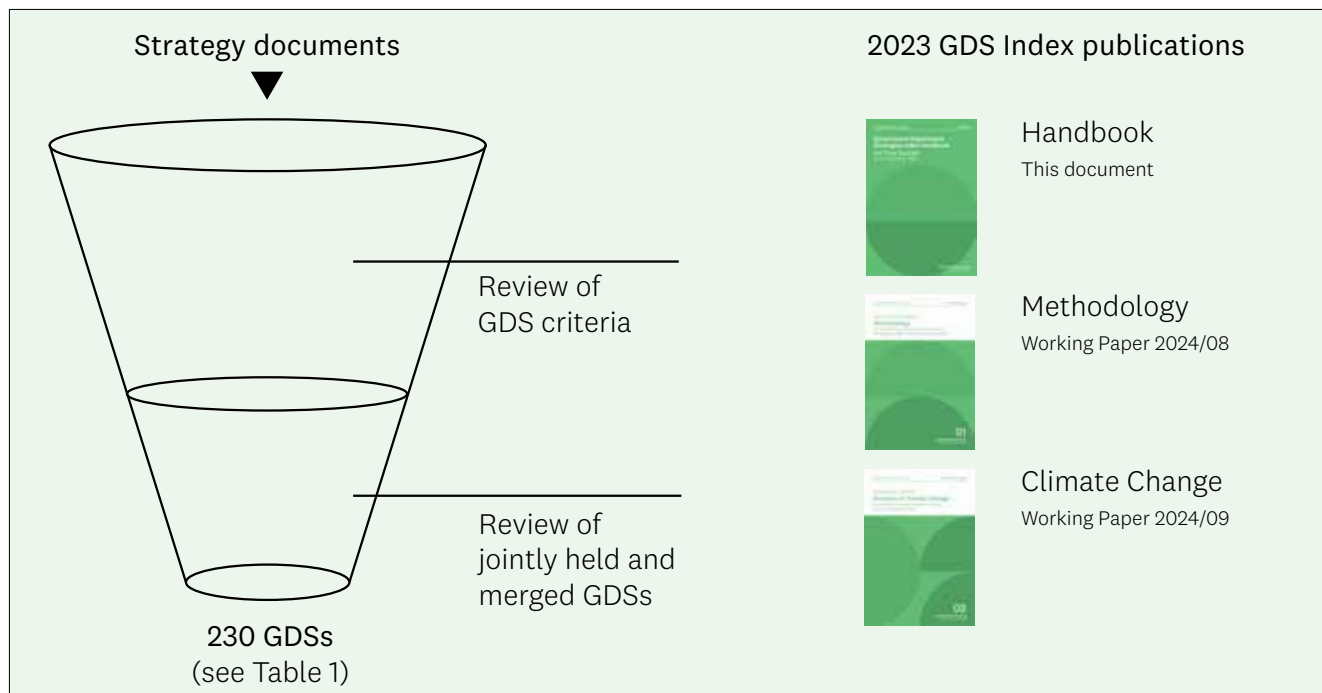 Strategy documents
Review of
GDS criteria
Review of
jointly held and
merged GDSs
230 GDSs
(see Table 1)
2023 GDS Index publications
Handbook
This document
Methodology
Working Paper 2024/08
01
Climate Change
Working Paper 2024/09